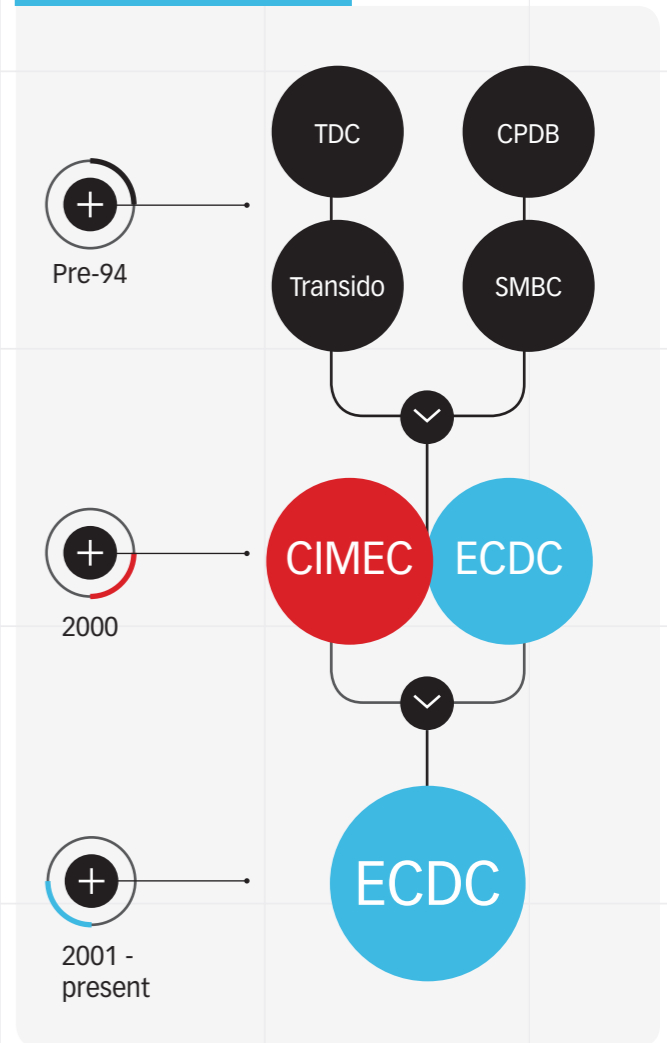 TDC
CPDB
Pre-94
Transido
SMBC
2000
CIMEC
ECDC
2001 -
present
ECDC